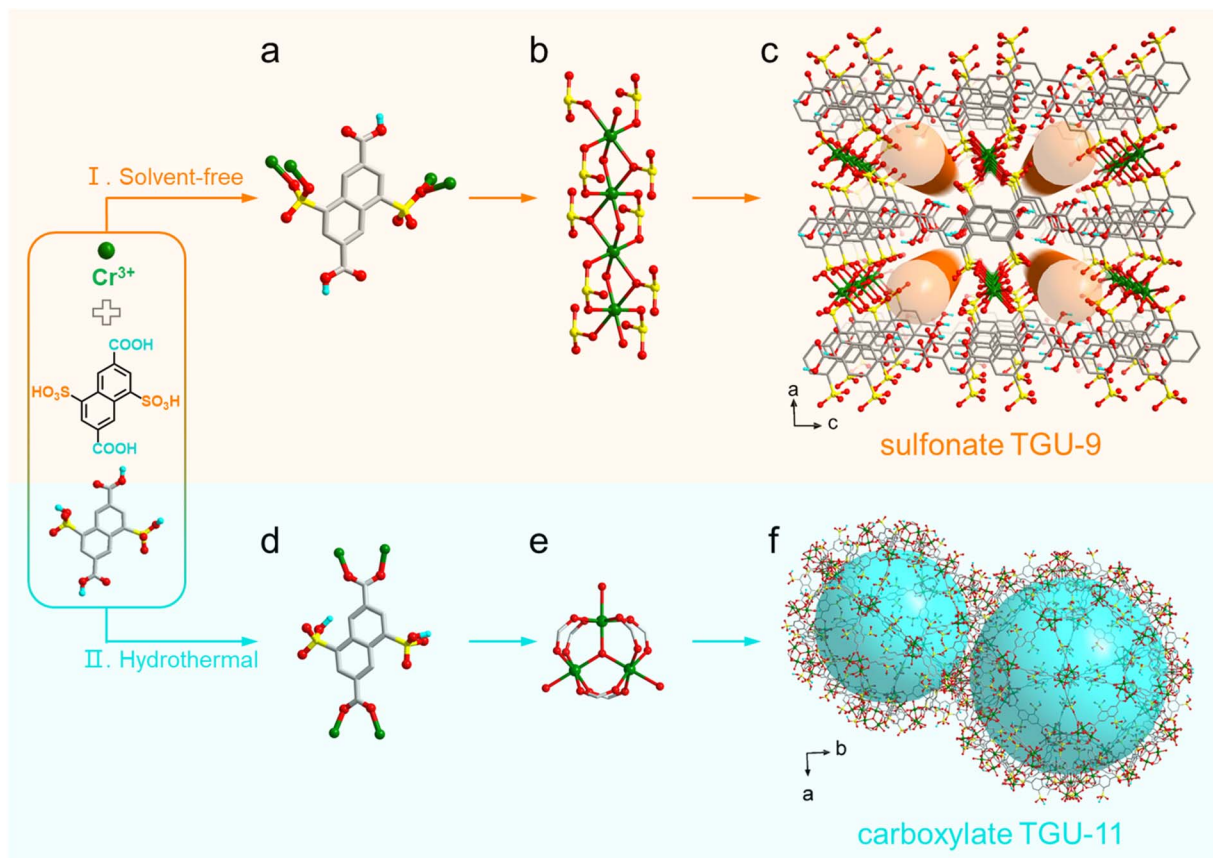 a
b
c
Ⅰ. Solvent-free
Cr3+
COOH
HO3S
SO3H
COOH
a
c
sulfonate TGU-9
d
e
f
Ⅱ. Hydrothermal
b
a
carboxylate TGU-11